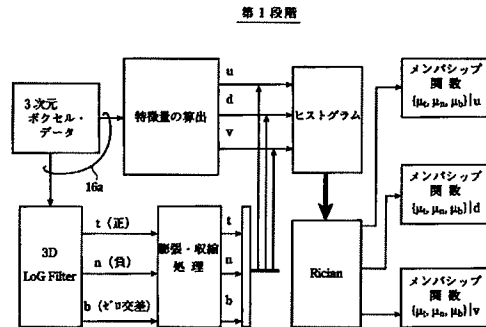 第1段階
3次元
ボクセル・
データ
16a
特徴量の算出
u
d
v
ヒストグラム
メンバシップ
関数
{μt, μn, μb}|u
メンバシップ
関数
{μt, μn, μb}|d
メンバシップ
関数
{μt, μn, μb}|v
3D
LoG Filter
t (正)
n (負)
b (ゼロ交差)
膨張・収縮
処理
t
n
b
Rician